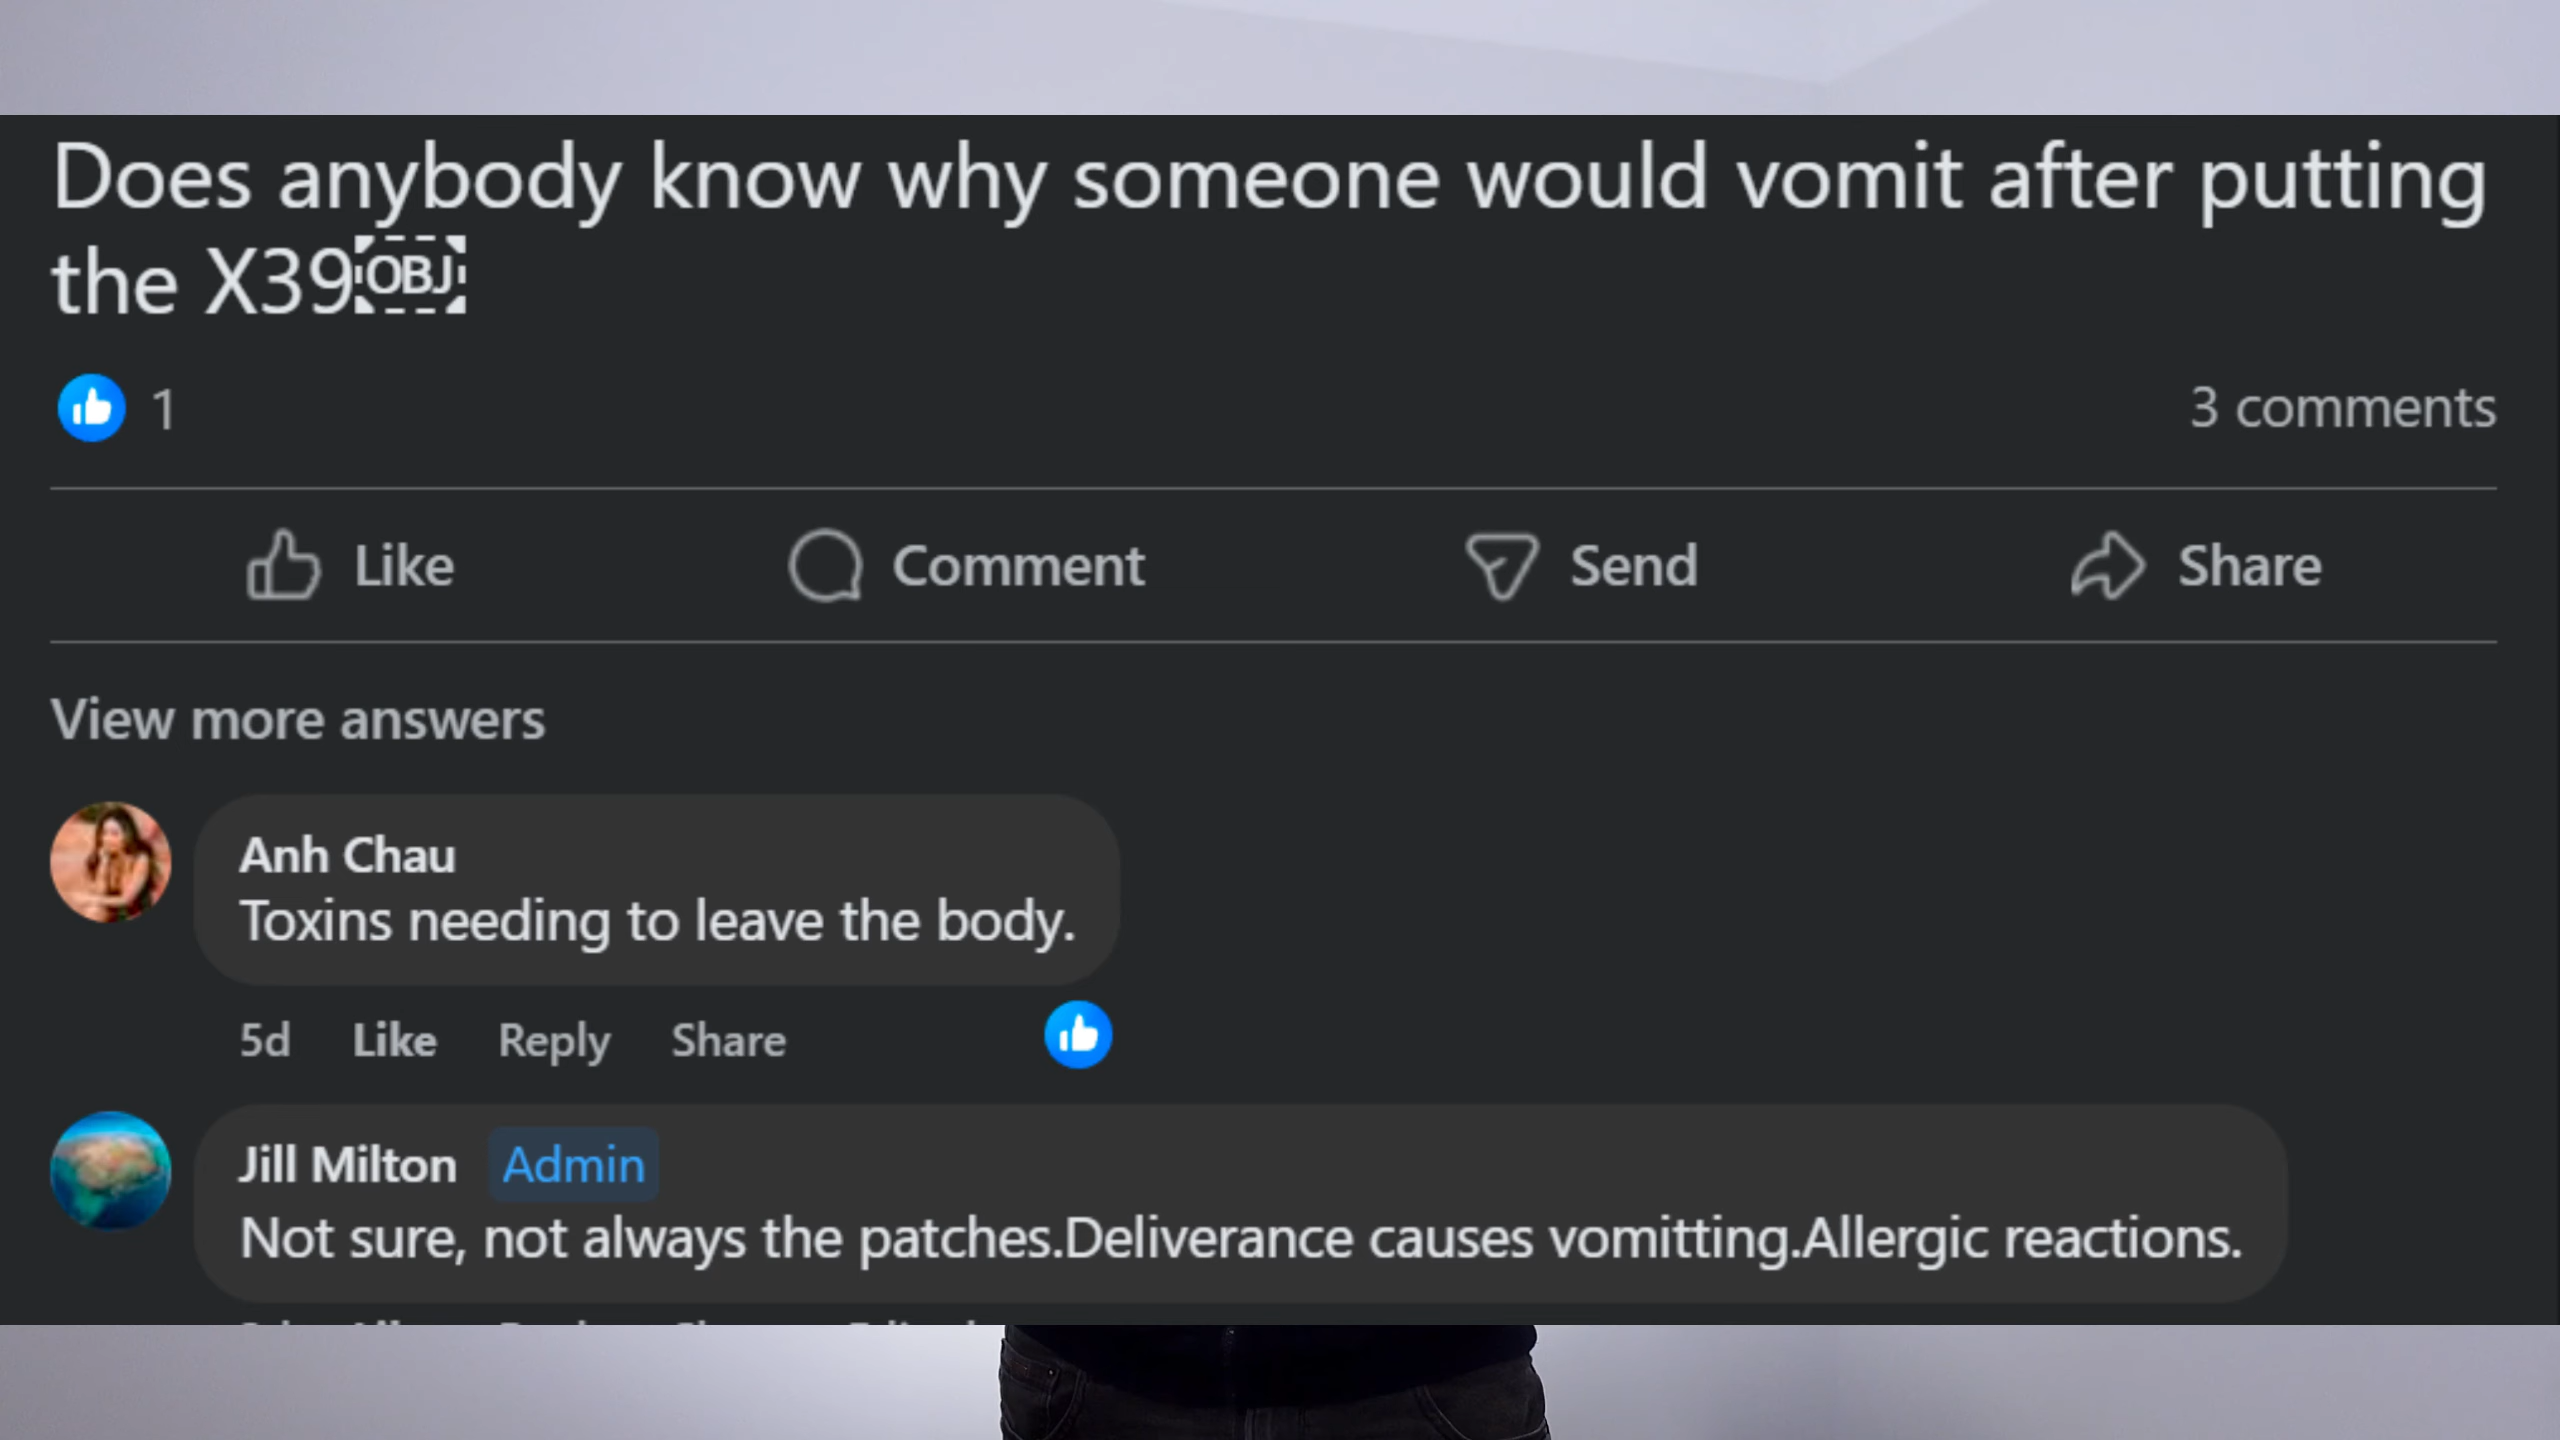 Does anybody know why someone would vomit after putting
the X39￼
1
3 comments
Like
Comment
Send
Share
View more answers
Anh Chau
Toxins needing to leave the body.
5d
Like
Reply
Share
Jill Milton
Admin
Not sure, not always the patches.Deliverance causes vomitting.Allergic reactions.